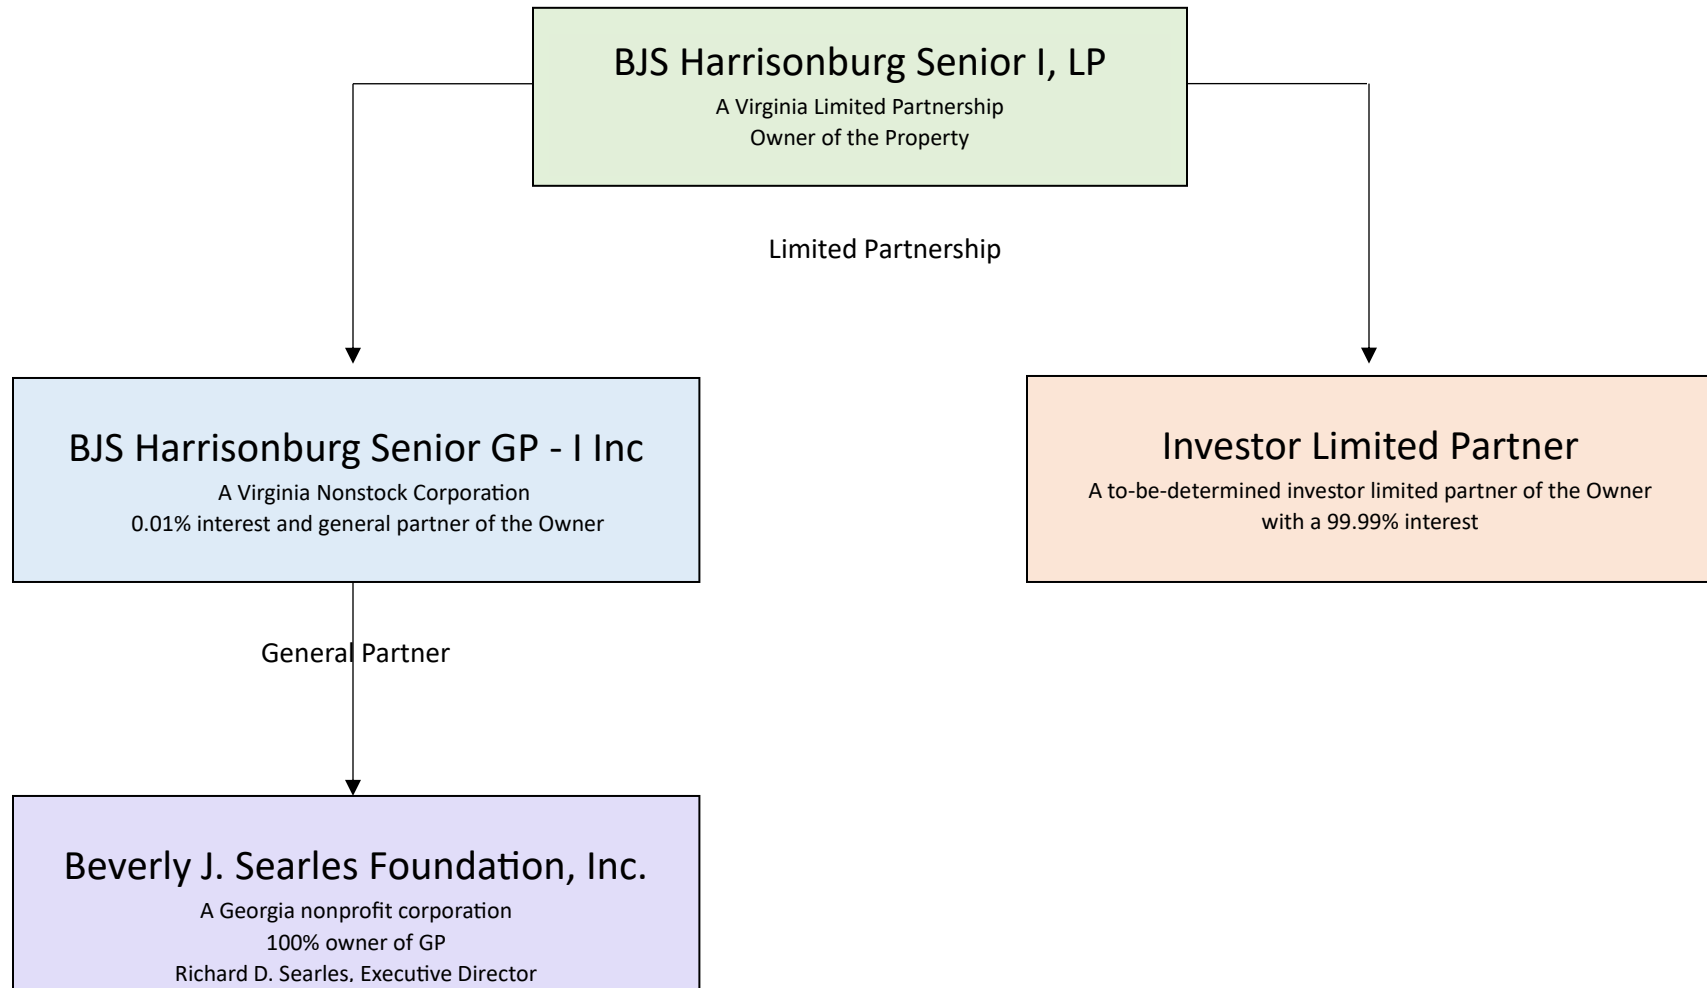 BJS Harrisonburg Senior I, LP
A Virginia Limited Partnership
Owner of the Property
Limited Partnership
BJS Harrisonburg Senior GP - I Inc
A Virginia Nonstock Corporation
0.01% interest and general partner of the Owner
Investor Limited Partner
A to-be-determined investor limited partner of the Owner
with a 99.99% interest
General Partner
Beverly J. Searles Foundation, Inc.
A Georgia nonprofit corporation
100% owner of GP
Richard D. Searles, Executive Director